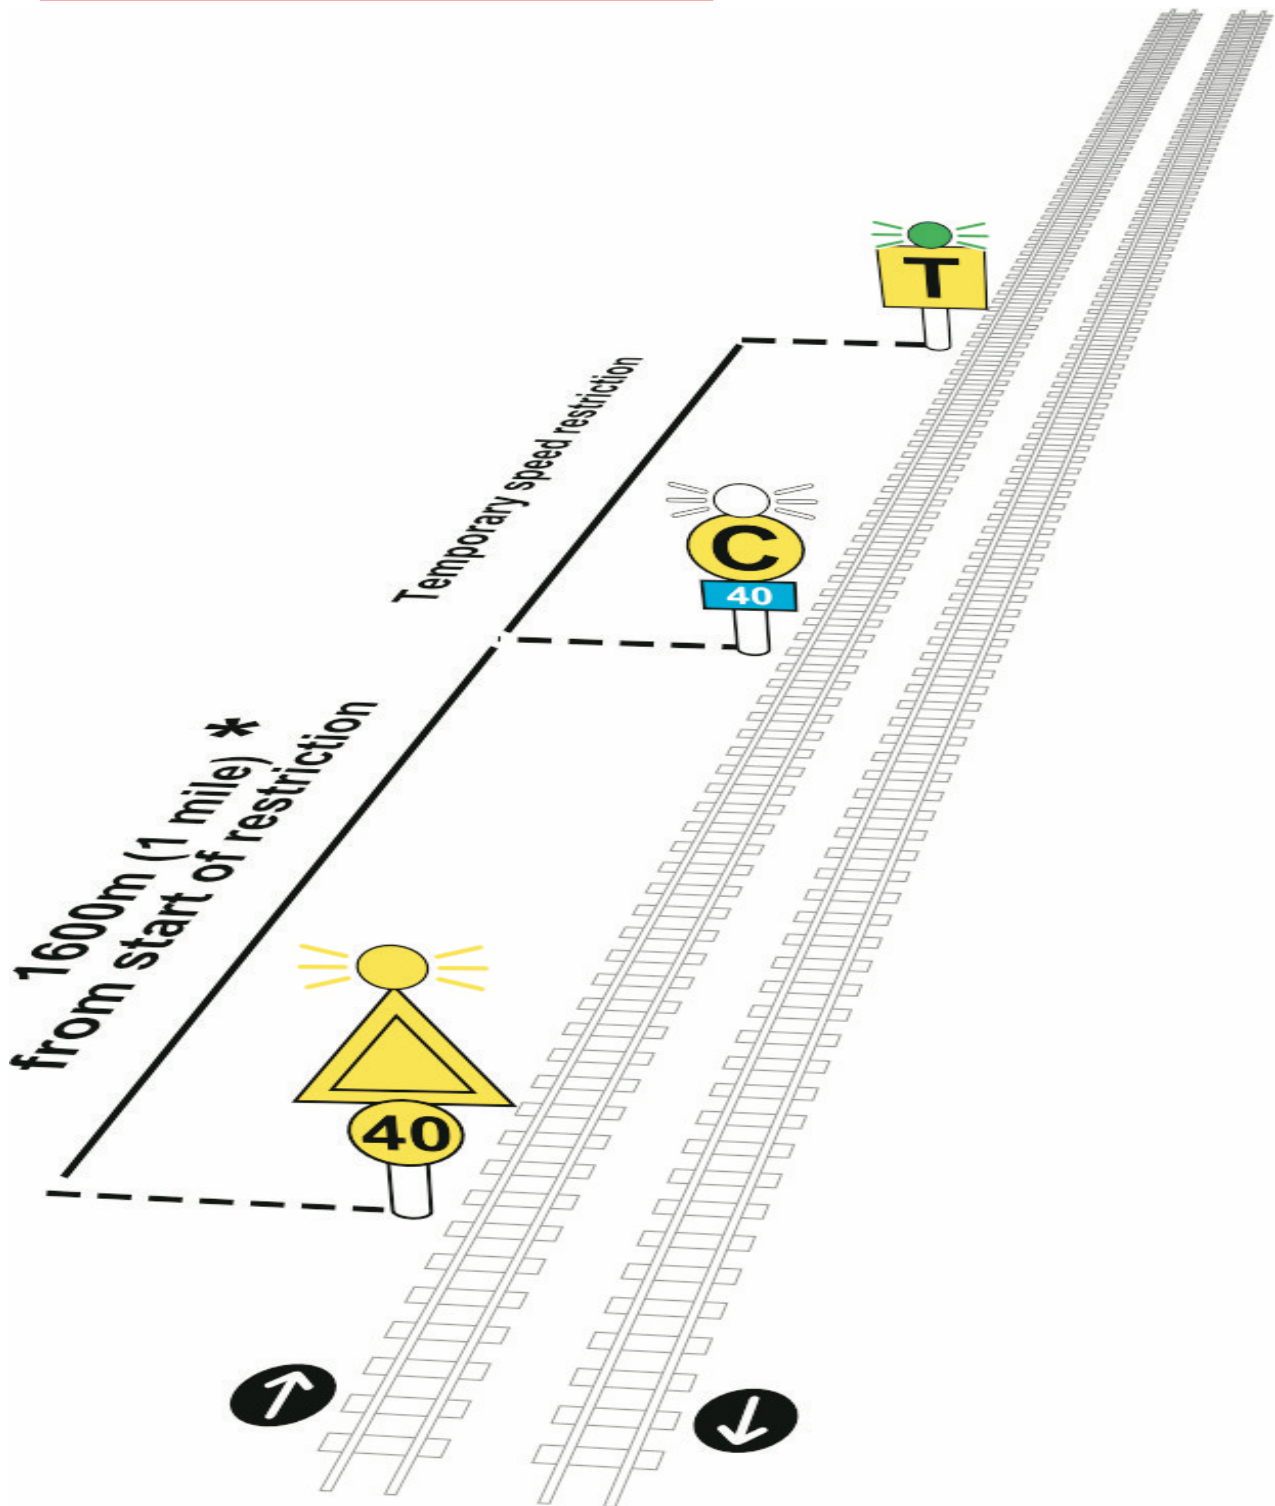 T
Temporary speed restriction
C
40
1600m (1 mile) *
from start of restriction
40